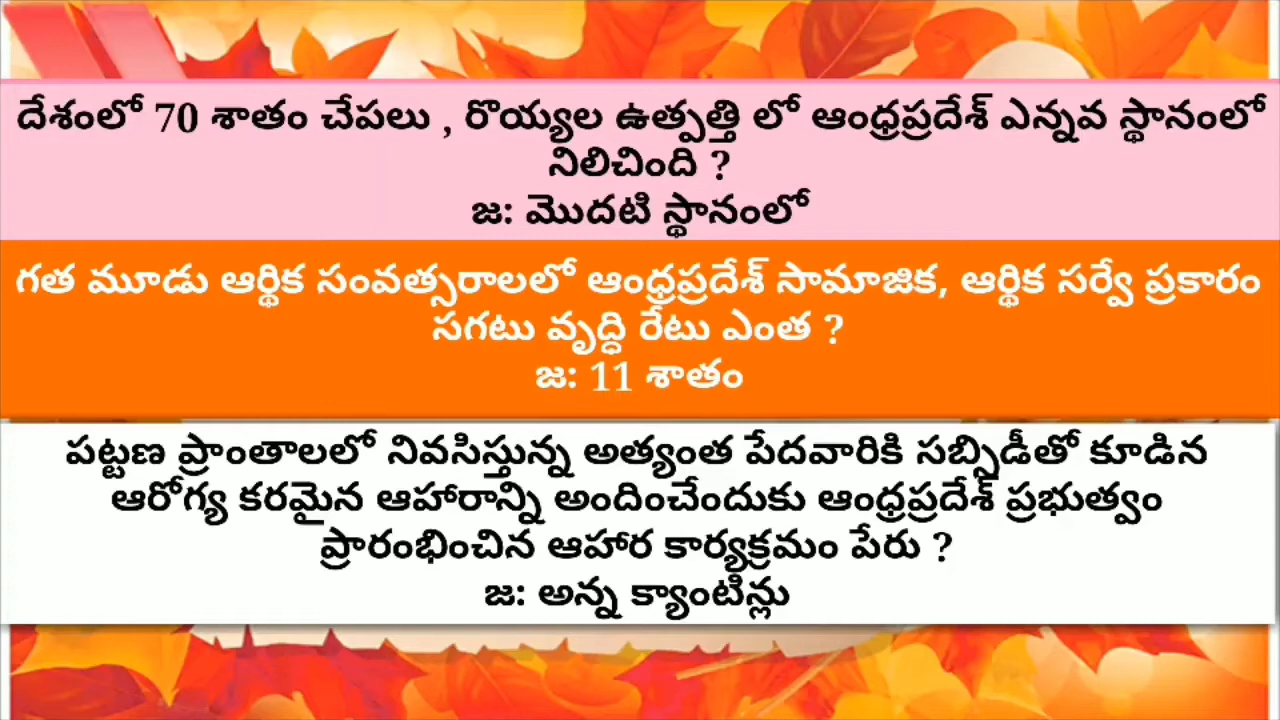 దేశంలో 70 శాతం చేపలు , రొయ్యల ఉత్పత్తి లో ఆంధ్రప్రదేశ్ ఎన్నవ స్థానంలో
నిలిచింది ?
జ: మొదటి స్థానంలో
గత మూడు ఆర్థిక సంవత్సరాలలో ఆంధ్రప్రదేశ్ సామాజిక, ఆర్థిక సర్వే ప్రకారం
సగటు వృద్ధి రేటు ఎంత ?
జ: 11 శాతం
పట్టణ ప్రాంతాలలో నివసిస్తున్న అత్యంత పేదవారికి సబ్సిడీతో కూడిన
ఆరోగ్య కరమైన ఆహారాన్ని అందించేందుకు ఆంధ్రప్రదేశ్ ప్రభుత్వం
ప్రారంభించిన ఆహార కార్యక్రమం పేరు ?
జ: అన్న క్యాంటీన్లు